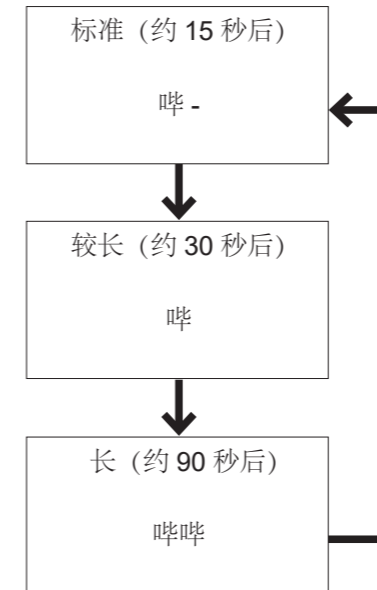 标准（约 15 秒后）
哔 -
较长（约 30 秒后）
哔
长（约 90 秒后）
哔哔